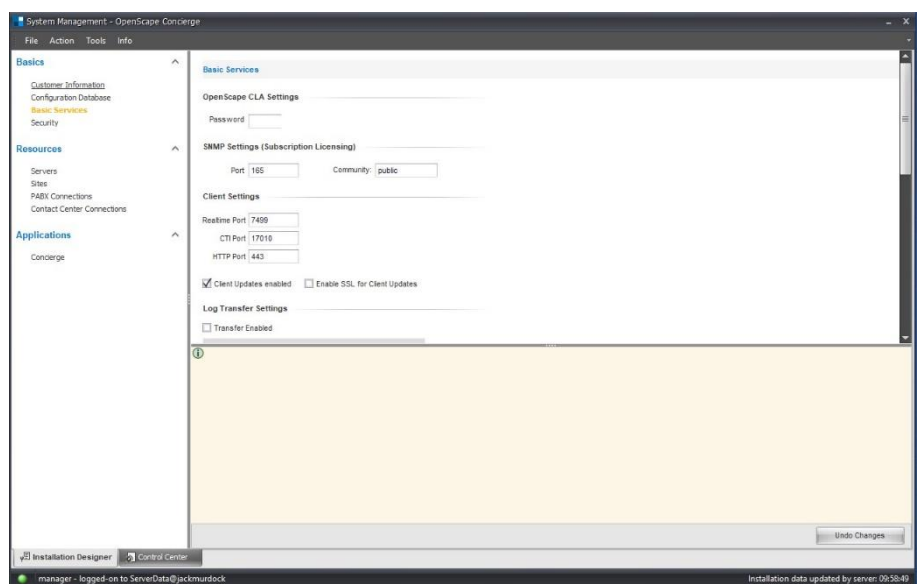 System Management - OpenScape Concierge
File Action Tools Info
Basics
Customer Information
Configuration Database
Basic Services
Security
Resources
Servers
Sites
PABX Connections
Contact Center Connections
Applications
Concierge
Basic Services
OpenScape CLA Settings
Password
SNMP Settings (Subscription Licensing)
Port 165 Community: public
Client Settings
Realtime Port 7499
CTI Port 17010
HTTP Port 443
Client Updates enabled Enable SSL for Client Updates
Log Transfer Settings
Transfer Enabled
Undo Changes
Installation Designer Control Center
manager - logged-on to ServerData@jackmurdock Installation data updated by server: 09:58:49